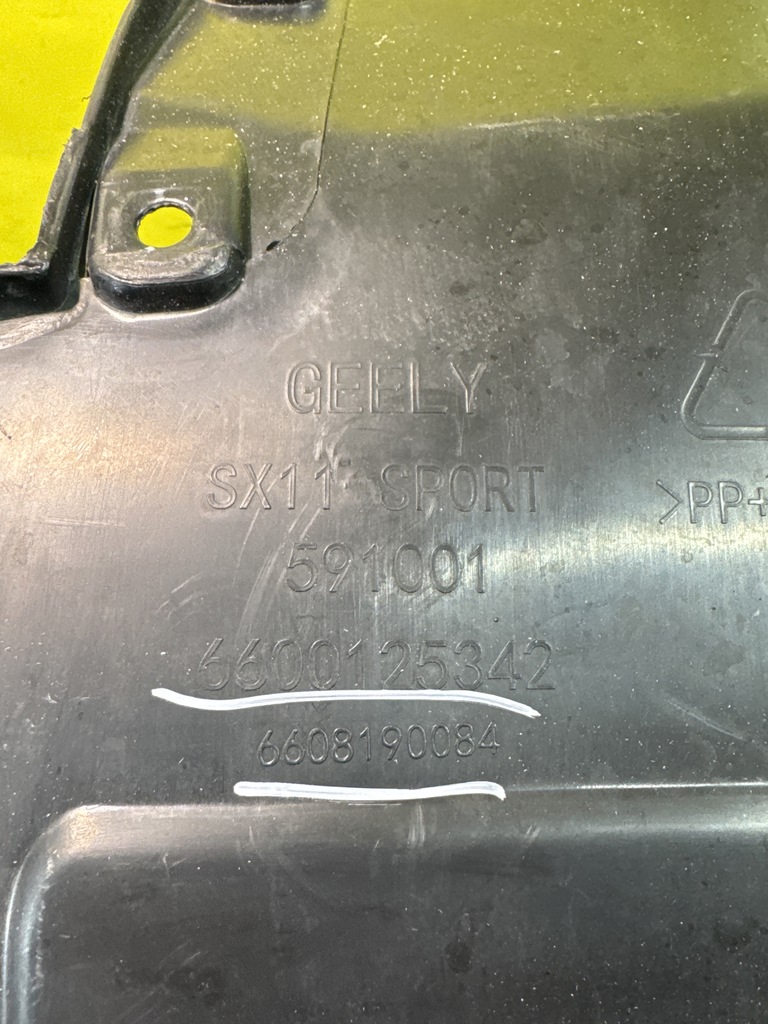 GEELY
SX11 SPORT
>PP+
591001
6600125342
6608190084